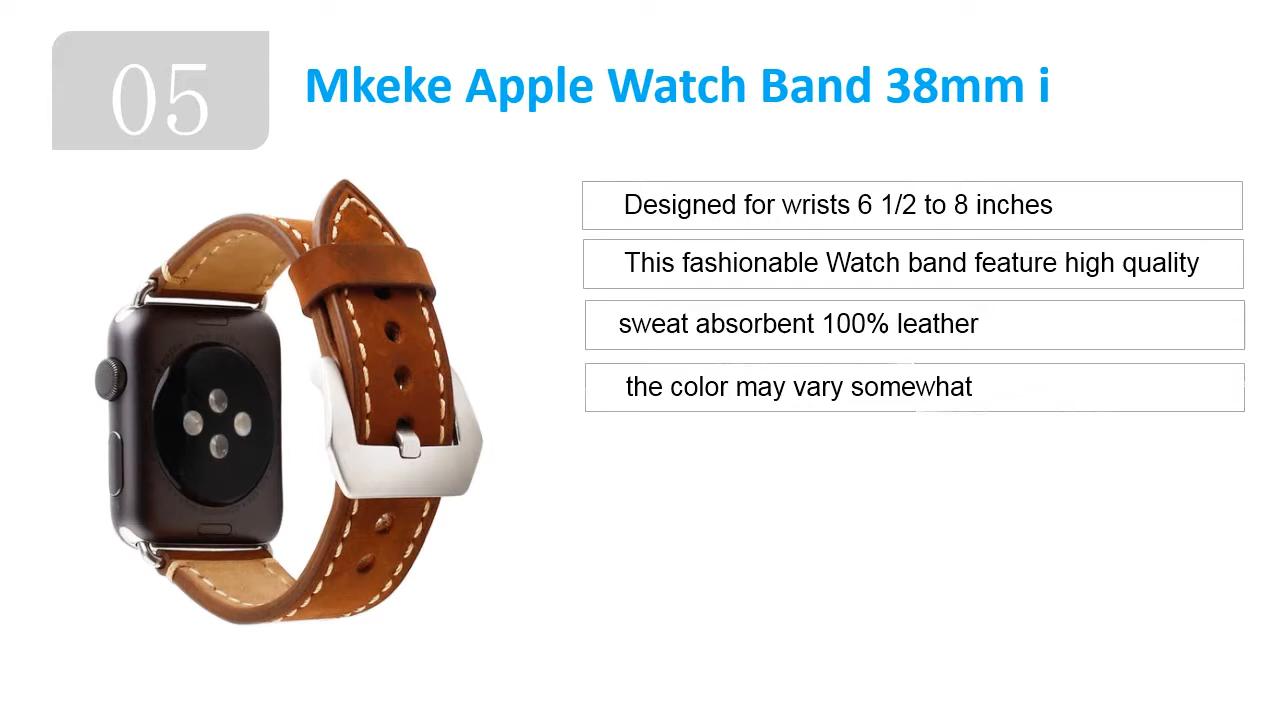 05
Mkeke Apple Watch Band 38mm i
Designed for wrists 6 1/2 to 8 inches
This fashionable Watch band feature high quality
sweat absorbent 100% leather
the color may vary somewhat